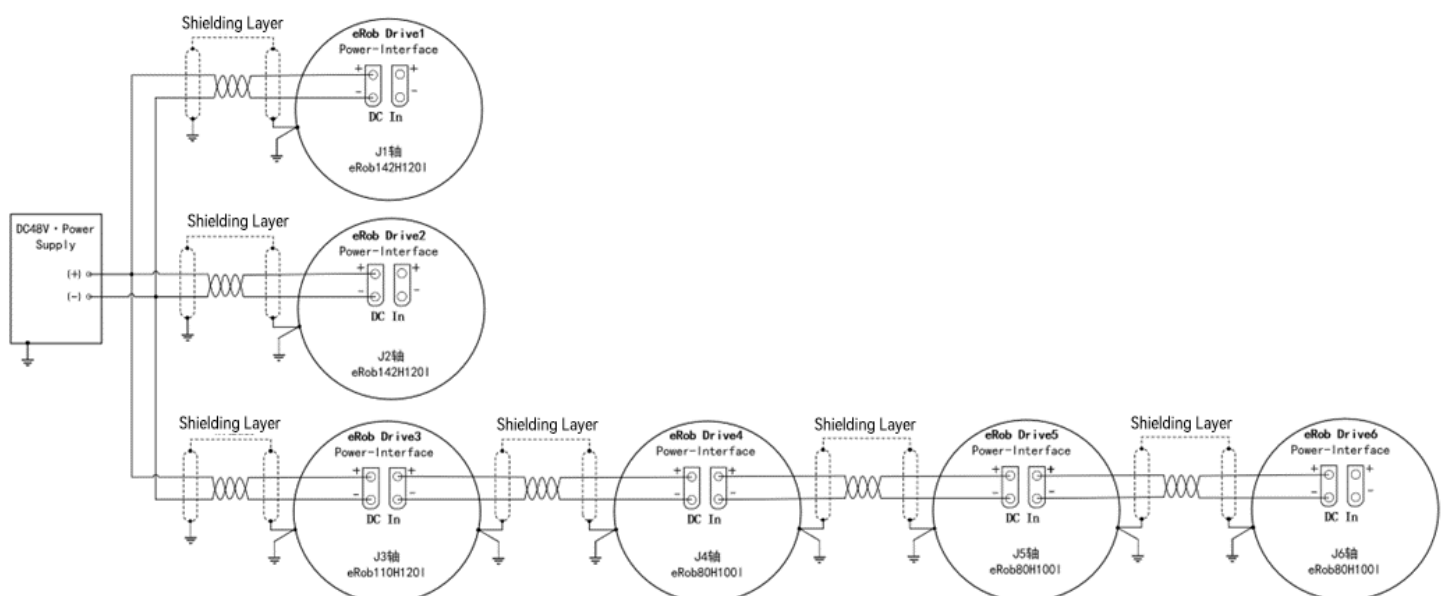 Shielding Layer
eRob Drive1
Power-Interface
+
+
-
-
DC In
J1轴
eRob142H120I
DC48V·Power
Supply
(+)
(-)
Shielding Layer
eRob Drive2
Power-Interface
+
+
-
-
DC In
J2轴
eRob142H120I
Shielding Layer
eRob Drive3
Power-Interface
+
+
-
-
DC In
J3轴
eRob110H120I
Shielding Layer
eRob Drive4
Power-Interface
+
+
-
-
DC In
J4轴
eRob80H100I
Shielding Layer
eRob Drive5
Power-Interface
+
+
-
-
DC In
J5轴
eRob80H100I
Shielding Layer
eRob Drive6
Power-Interface
+
+
-
-
DC In
J6轴
eRob80H100I